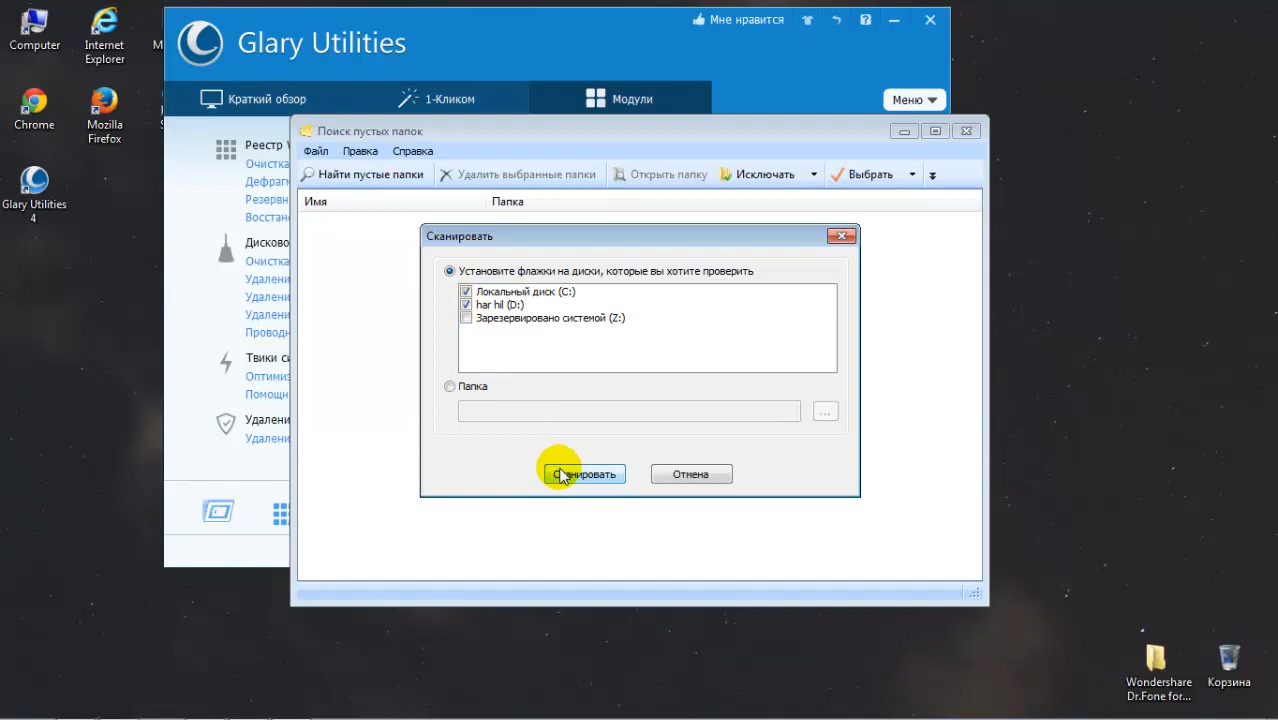 Computer
Internet
Explorer
M
Chrome
Mozilla
Firefox
S
Glary Utilities
4
Мне нравится
Glary Utilities
Краткий обзор
1-Кликом
Модули
Меню
Реестр
Очистка
Дефраг
Резервн
Восстано
Дисково
Очистка
Удалени
Удалени
Удалени
Проводн
Твики си
Оптимиз
Помощн
Удалени
Удалени
Поиск пустых папок
Файл Правка Справка
Найти пустые папки Удалить выбранные папки Открыть папку Исключать Выбрать
Имя Папка
Сканировать
Установите флажки на диски, которые вы хотите проверить
Локальный диск (C:)
har hil (D:)
Зарезервировано системой (Z:)
Папка
...
Сканировать Отмена
Wondershare
Dr.Fone for...
Корзина